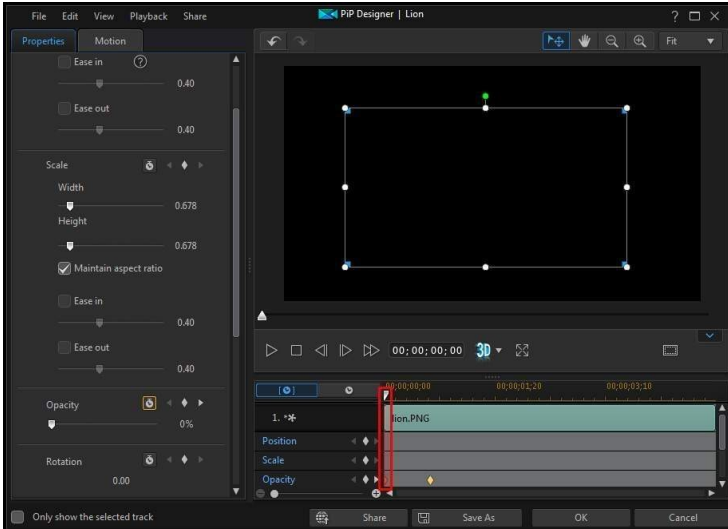 File Edit View Playback Share
PiP Designer | Lion
?
Properties Motion
Fit
Ease in ?
0.40
Ease out
0.40
Scale
Width
0.678
Height
0.678
Maintain aspect ratio
Ease in
0.40
Ease out
0.40
00;00;00;00
3D
Opacity
0%
Rotation
0.00
00;00;00;00 00;00;01;20 00;00;03;10
1.
lion.PNG
Position
Scale
Opacity
Only show the selected track
Share
Save As
OK
Cancel